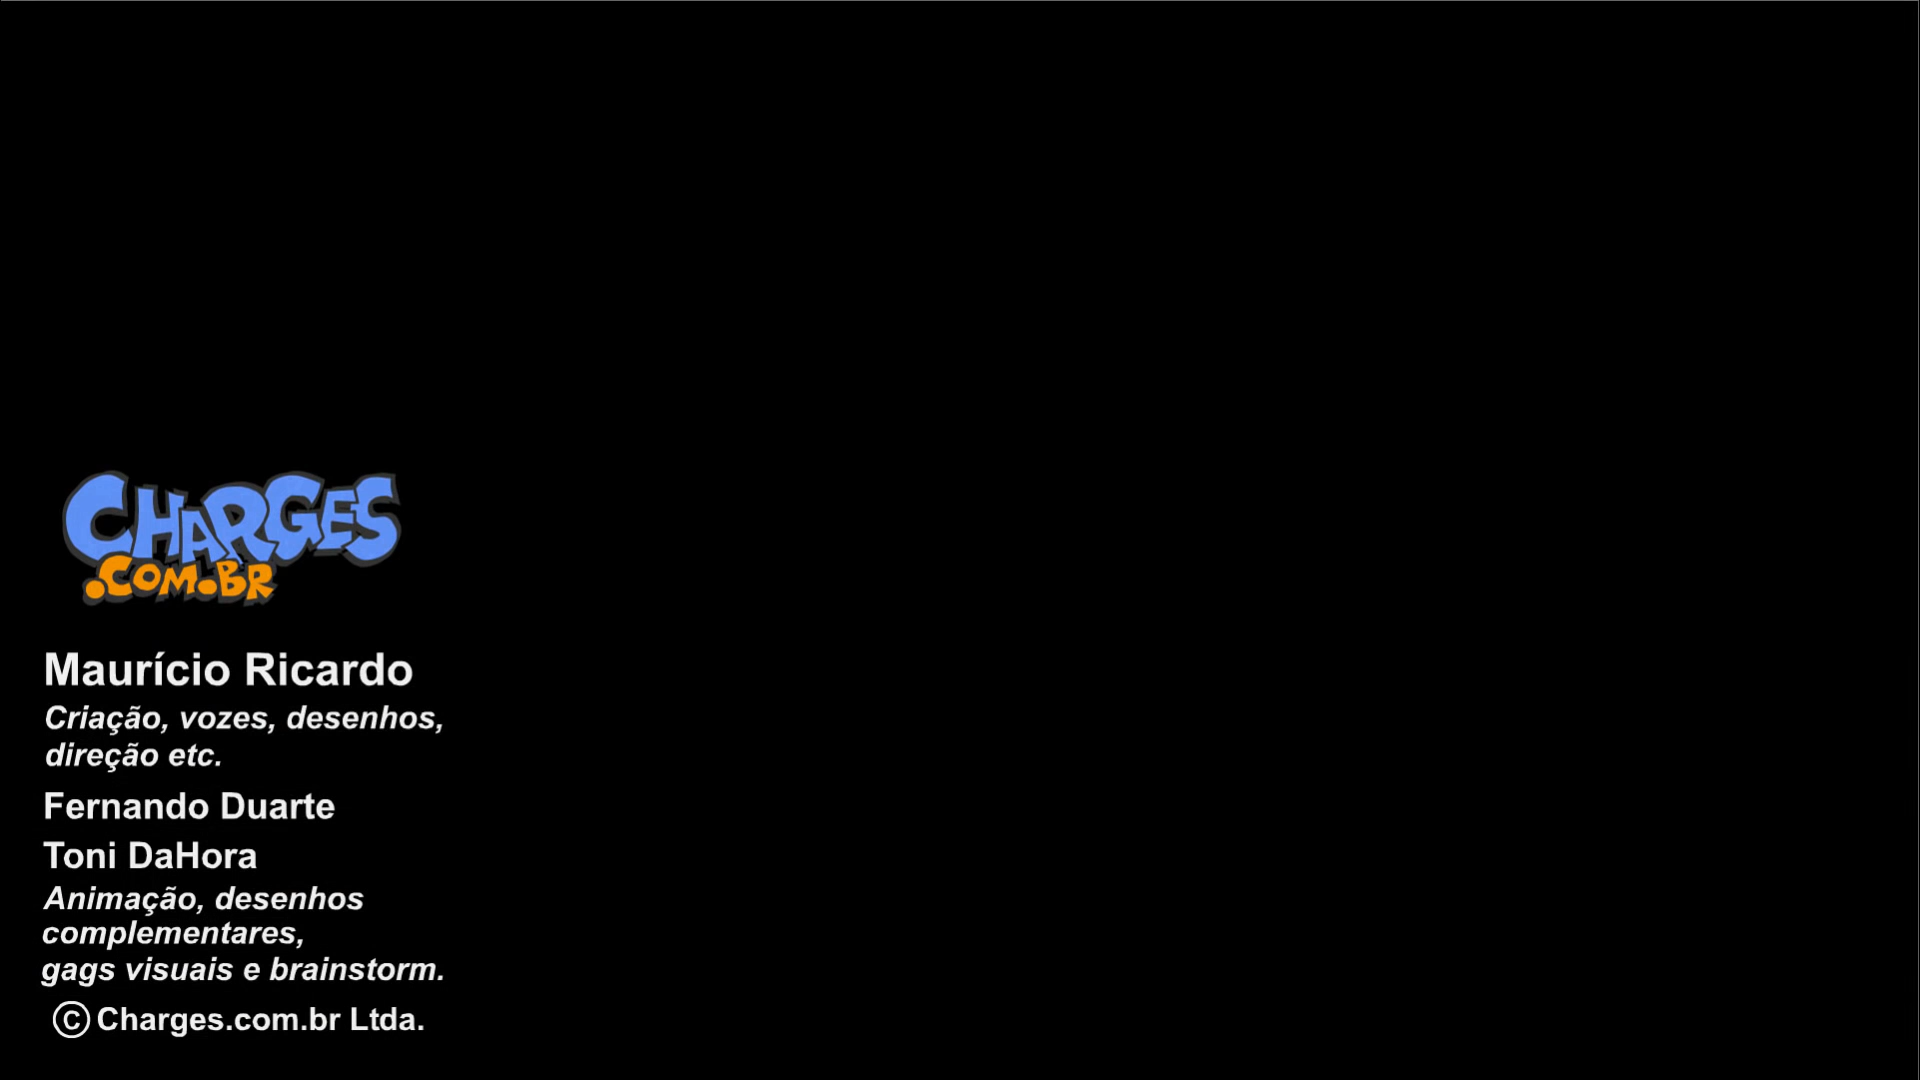 CHARGES
.COM.BR
Maurício Ricardo
Criação, vozes, desenhos,
direção etc.
Fernando Duarte
Toni DaHora
Animação, desenhos
complementares,
gags visuais e brainstorm.
© Charges.com.br Ltda.